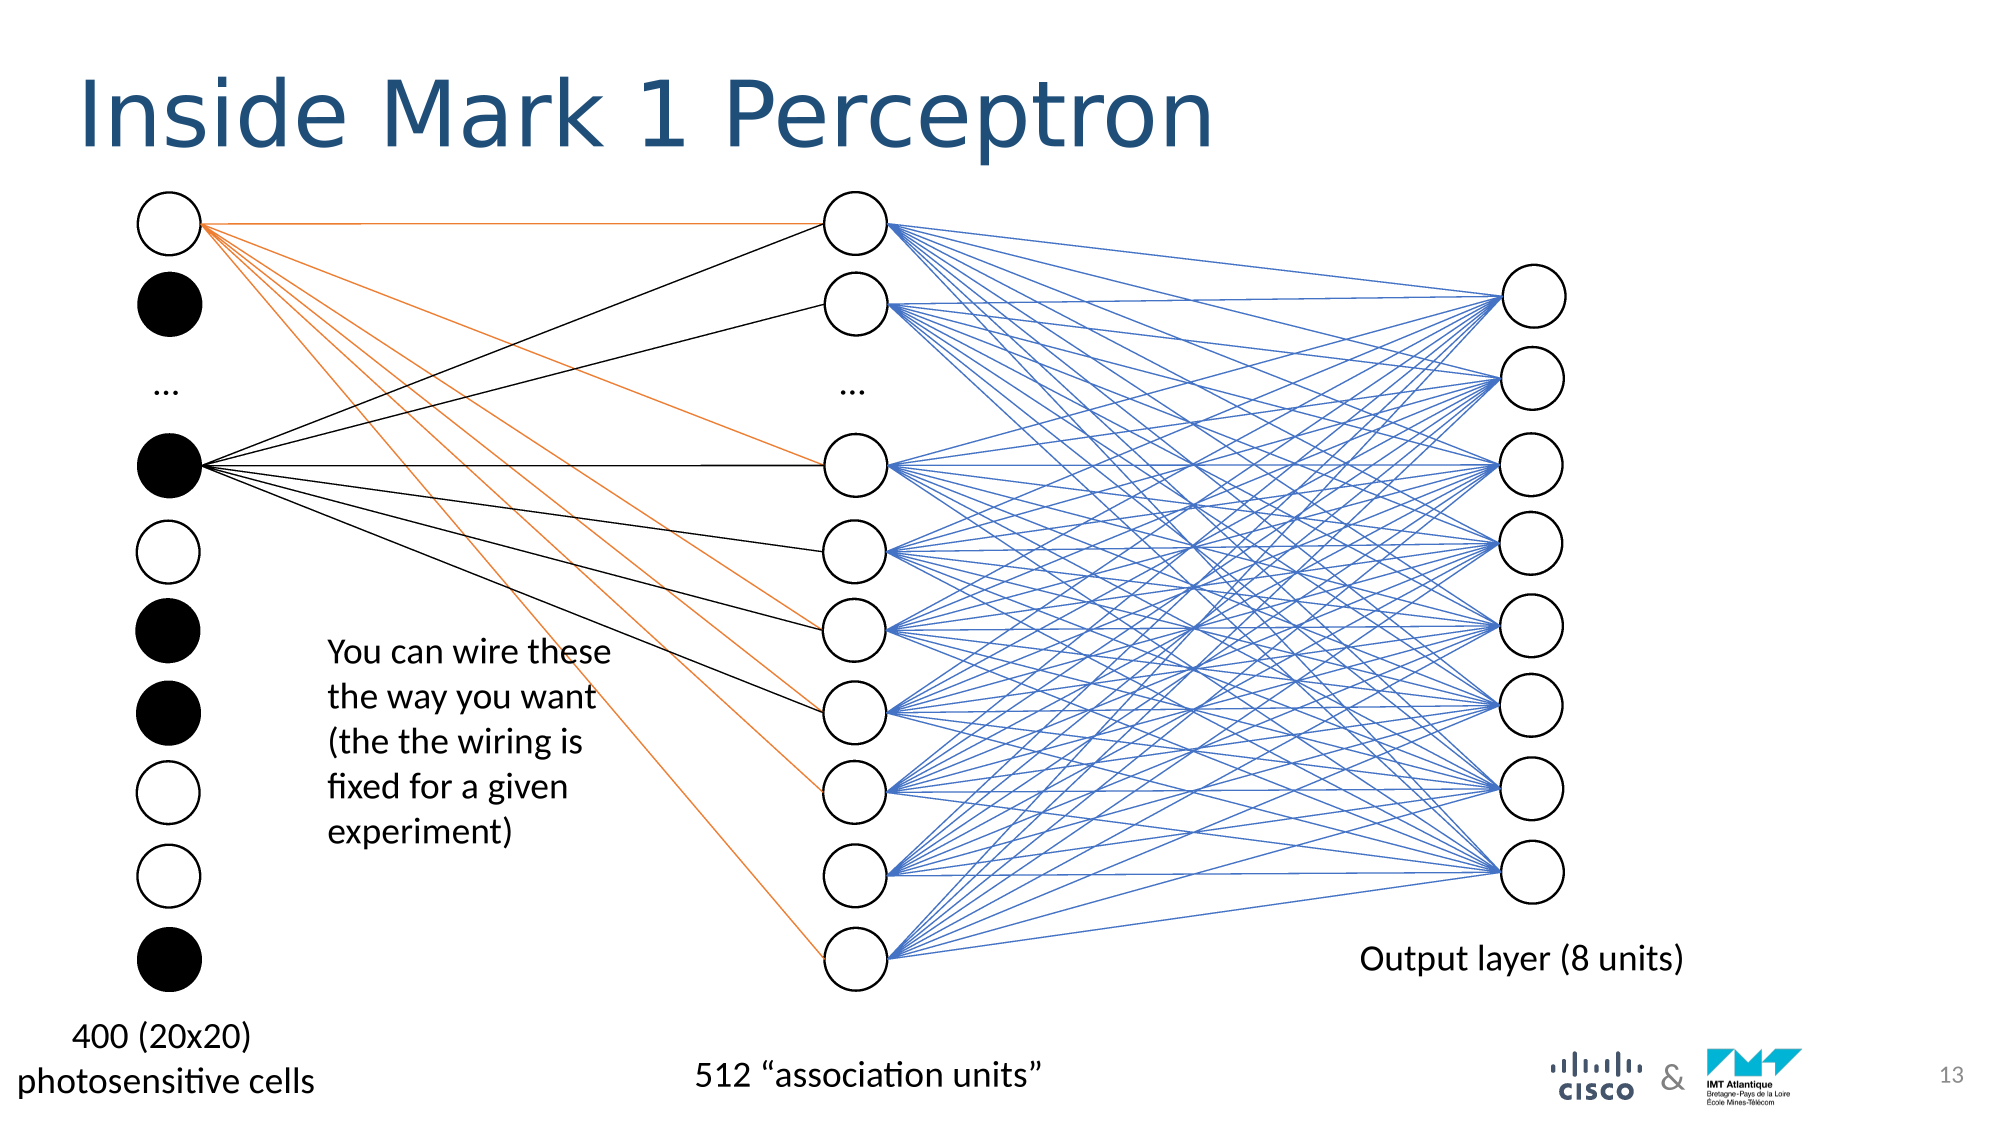 Inside Mark 1 Perceptron
...
...
You can wire these
the way you want
(the the wiring is
fixed for a given
experiment)
Output layer (8 units)
400 (20x20)
photosensitive cells
512 “association units”
CISCO
&
IMT Atlantique
Bretagne-Pays de la Loire
École Mines-Télécom
13